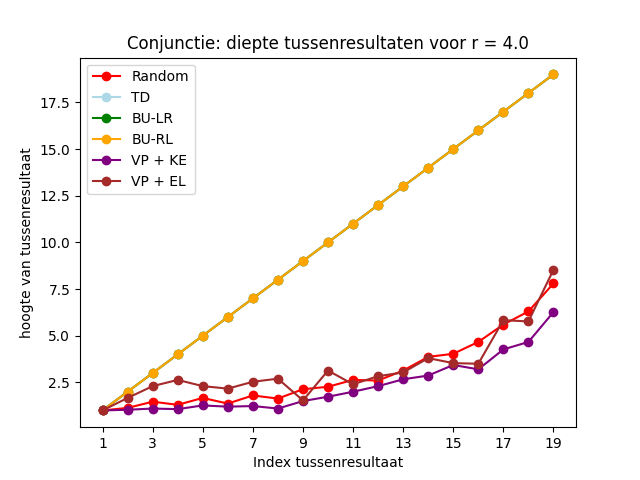 Conjunctie: diepte tussenresultaten voor r = 4.0
Random
TD
BU-LR
BU-RL
VP + KE
VP + EL
hoogte van tussenresultaat
17.5
15.0
12.5
10.0
7.5
5.0
2.5
1 3 5 7 9 11 13 15 17 19
Index tussenresultaat